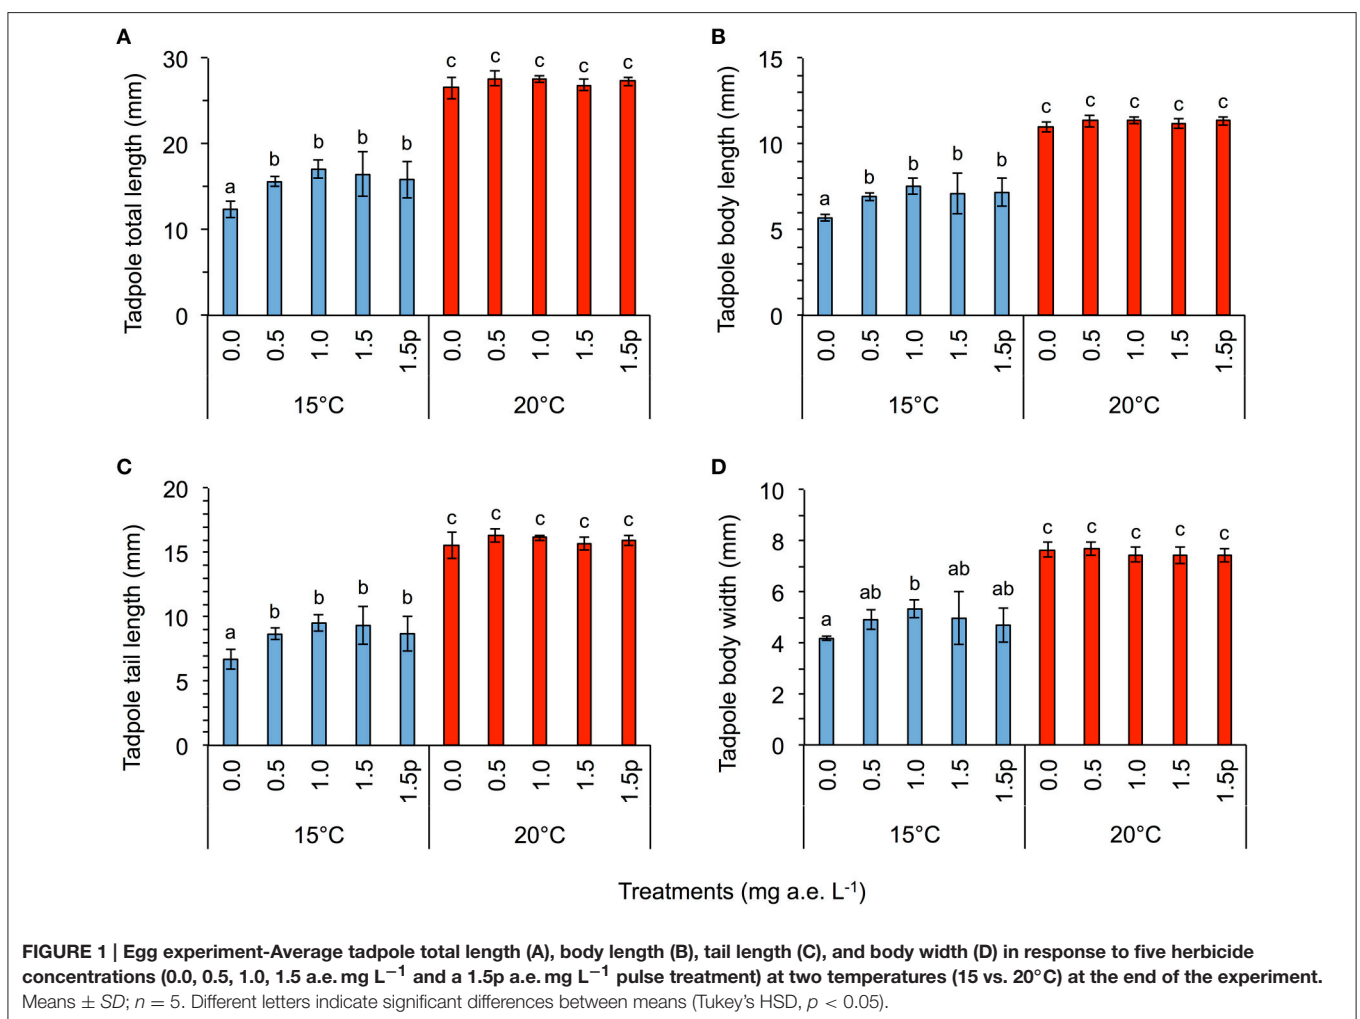 A
Tadpole total length (mm)
30
20
10
0
a
b
b
b
b
c
c
c
c
c
0.0
0.5
1.0
1.5
1.5p
0.0
0.5
1.0
1.5
1.5p
15°C
20°C
B
Tadpole body length (mm)
15
10
5
0
a
b
b
b
b
c
c
c
c
c
0.0
0.5
1.0
1.5
1.5p
0.0
0.5
1.0
1.5
1.5p
15°C
20°C
C
Tadpole tail length (mm)
20
15
10
5
0
a
b
b
b
b
c
c
c
c
c
0.0
0.5
1.0
1.5
1.5p
0.0
0.5
1.0
1.5
1.5p
15°C
20°C
D
Tadpole body width (mm)
10
8
6
4
2
0
a
ab
b
ab
ab
c
c
c
c
c
0.0
0.5
1.0
1.5
1.5p
0.0
0.5
1.0
1.5
1.5p
15°C
20°C
Treatments (mg a.e. L⁻¹)
FIGURE 1 | Egg experiment-Average tadpole total length (A), body length (B), tail length (C), and body width (D) in response to five herbicide
concentrations (0.0, 0.5, 1.0, 1.5 a.e. mg L⁻¹ and a 1.5p a.e. mg L⁻¹ pulse treatment) at two temperatures (15 vs. 20°C) at the end of the experiment.
Means ± SD; n = 5. Different letters indicate significant differences between means (Tukey's HSD, p < 0.05).